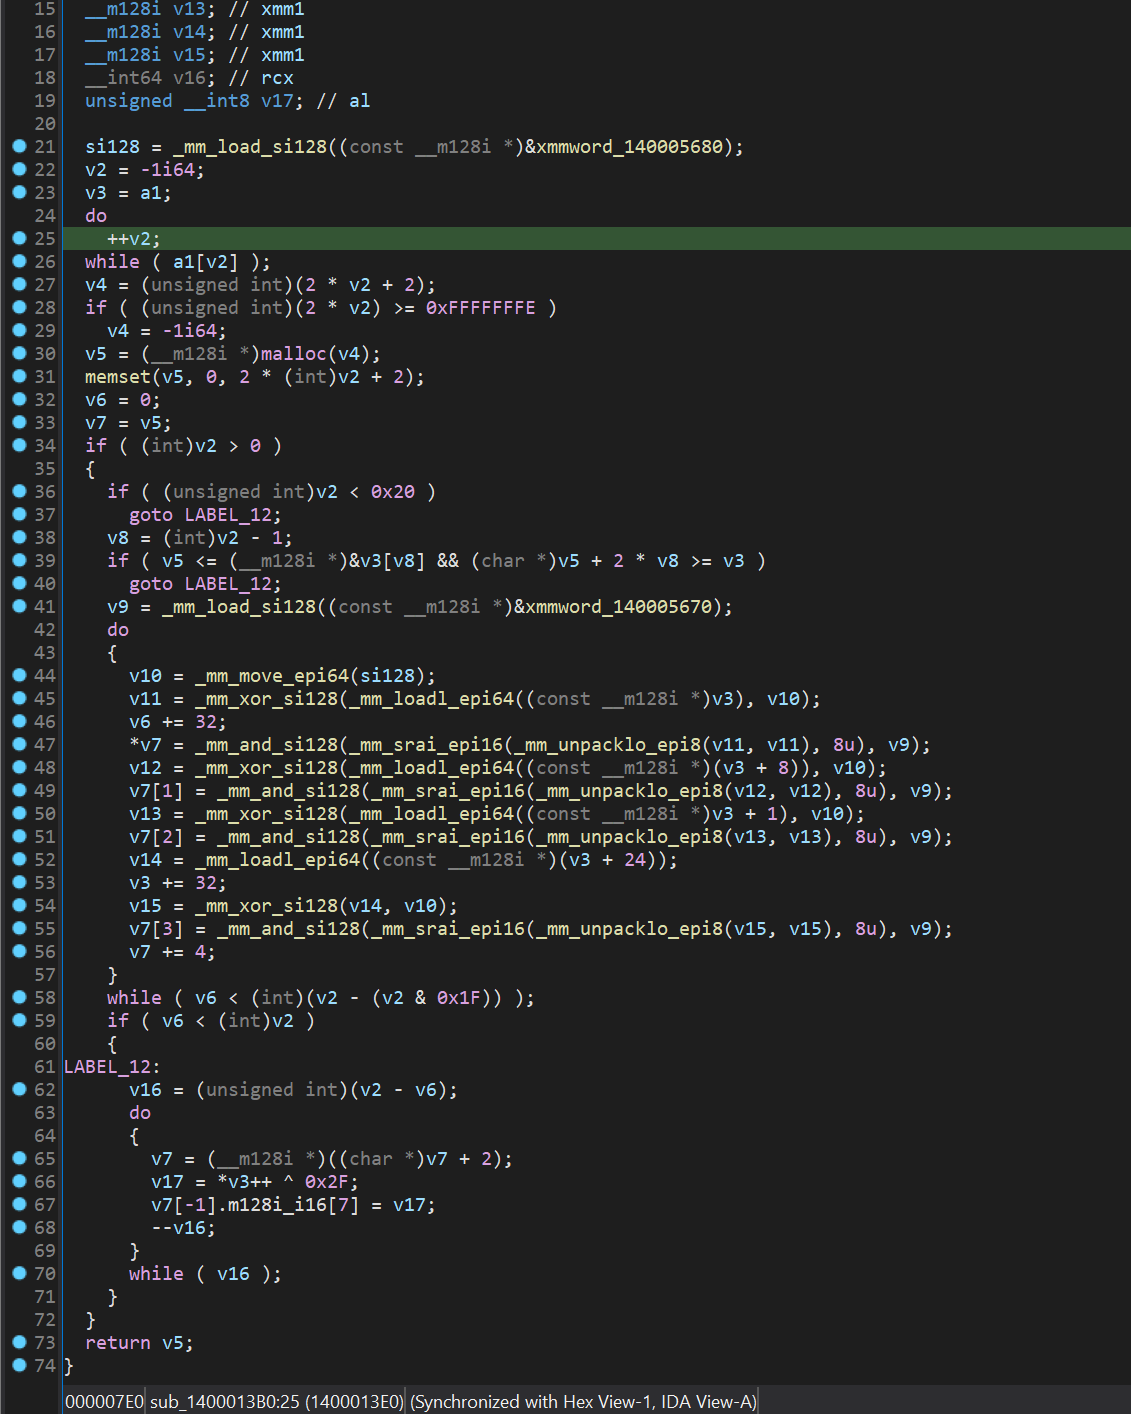 15 __m128i v13; // xmm1
16 __m128i v14; // xmm1
17 __m128i v15; // xmm1
18 __int64 v16; // rcx
19 unsigned __int8 v17; // al
20
21 si128 = _mm_load_si128((const __m128i *)&xmmword_140005680);
22 v2 = -1i64;
23 v3 = a1;
24 do
25 ++v2;
26 while ( a1[v2] );
27 v4 = (unsigned int)(2 * v2 + 2);
28 if ( (unsigned int)(2 * v2) >= 0xFFFFFFFE )
29 v4 = -1i64;
30 v5 = (__m128i *)malloc(v4);
31 memset(v5, 0, 2 * (int)v2 + 2);
32 v6 = 0;
33 v7 = v5;
34 if ( (int)v2 > 0 )
35 {
36 if ( (unsigned int)v2 < 0x20 )
37 goto LABEL_12;
38 v8 = (int)v2 - 1;
39 if ( v5 <= (__m128i *)&v3[v8] && (char *)v5 + 2 * v8 >= v3 )
40 goto LABEL_12;
41 v9 = _mm_load_si128((const __m128i *)&xmmword_140005670);
42 do
43 {
44 v10 = _mm_move_epi64(si128);
45 v11 = _mm_xor_si128(_mm_loadl_epi64((const __m128i *)v3), v10);
46 v6 += 32;
47 *v7 = _mm_and_si128(_mm_srai_epi16(_mm_unpacklo_epi8(v11, v11), 8u), v9);
48 v12 = _mm_xor_si128(_mm_loadl_epi64((const __m128i *)(v3 + 8)), v10);
49 v7[1] = _mm_and_si128(_mm_srai_epi16(_mm_unpacklo_epi8(v12, v12), 8u), v9);
50 v13 = _mm_xor_si128(_mm_loadl_epi64((const __m128i *)v3 + 1), v10);
51 v7[2] = _mm_and_si128(_mm_srai_epi16(_mm_unpacklo_epi8(v13, v13), 8u), v9);
52 v14 = _mm_loadl_epi64((const __m128i *)(v3 + 24));
53 v3 += 32;
54 v15 = _mm_xor_si128(v14, v10);
55 v7[3] = _mm_and_si128(_mm_srai_epi16(_mm_unpacklo_epi8(v15, v15), 8u), v9);
56 v7 += 4;
57 }
58 while ( v6 < (int)(v2 - (v2 & 0x1F)) );
59 if ( v6 < (int)v2 )
60 {
61 LABEL_12:
62 v16 = (unsigned int)(v2 - v6);
63 do
64 {
65 v7 = (__m128i *)((char *)v7 + 2);
66 v17 = *v3++ ^ 0x2F;
67 v7[-1].m128i_i16[7] = v17;
68 --v16;
69 }
70 while ( v16 );
71 }
72 }
73 return v5;
74 }
000007E0 sub_1400013B0:25 (1400013E0) (Synchronized with Hex View-1, IDA View-A)